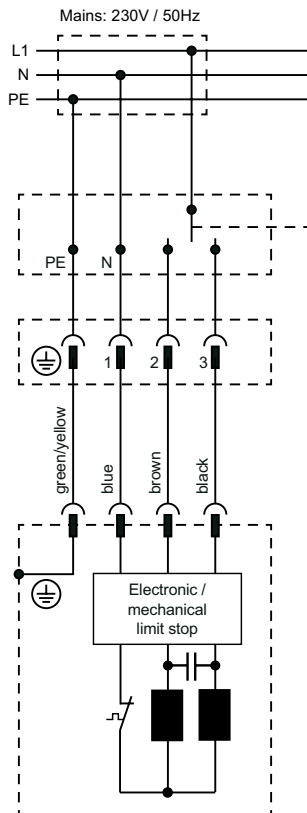 Mains: 230V / 50Hz
L1
N
PE
PE
N
1
2
3
green/yellow
blue
brown
black
Electronic /
mechanical
limit stop